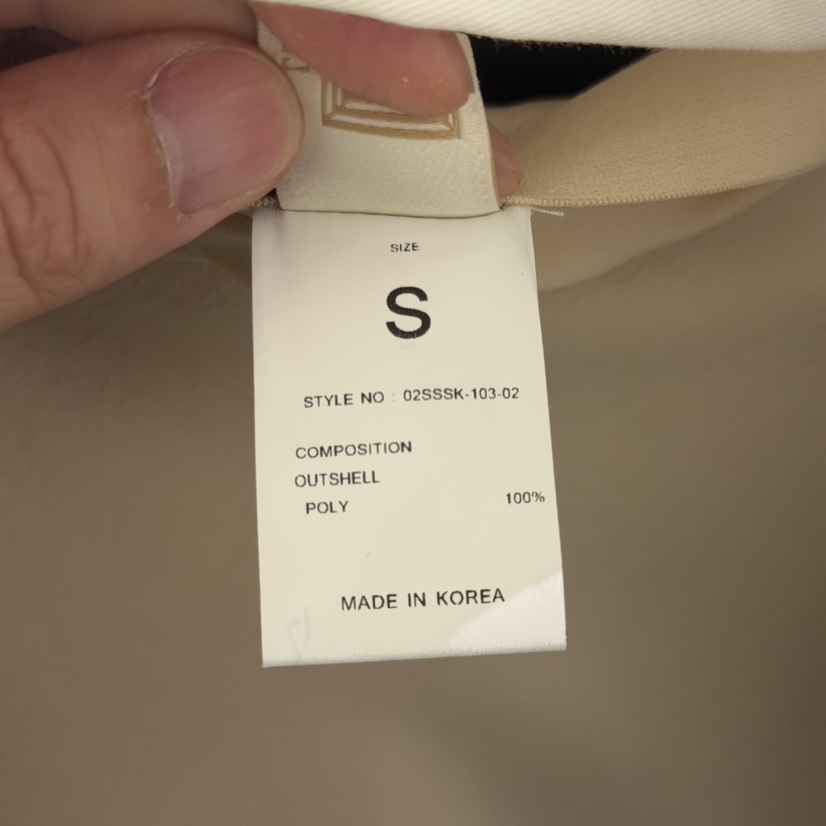 SIZE
S
STYLE NO : 02SSSK-103-02
COMPOSITION
OUTSHELL
POLY 100%
MADE IN KOREA